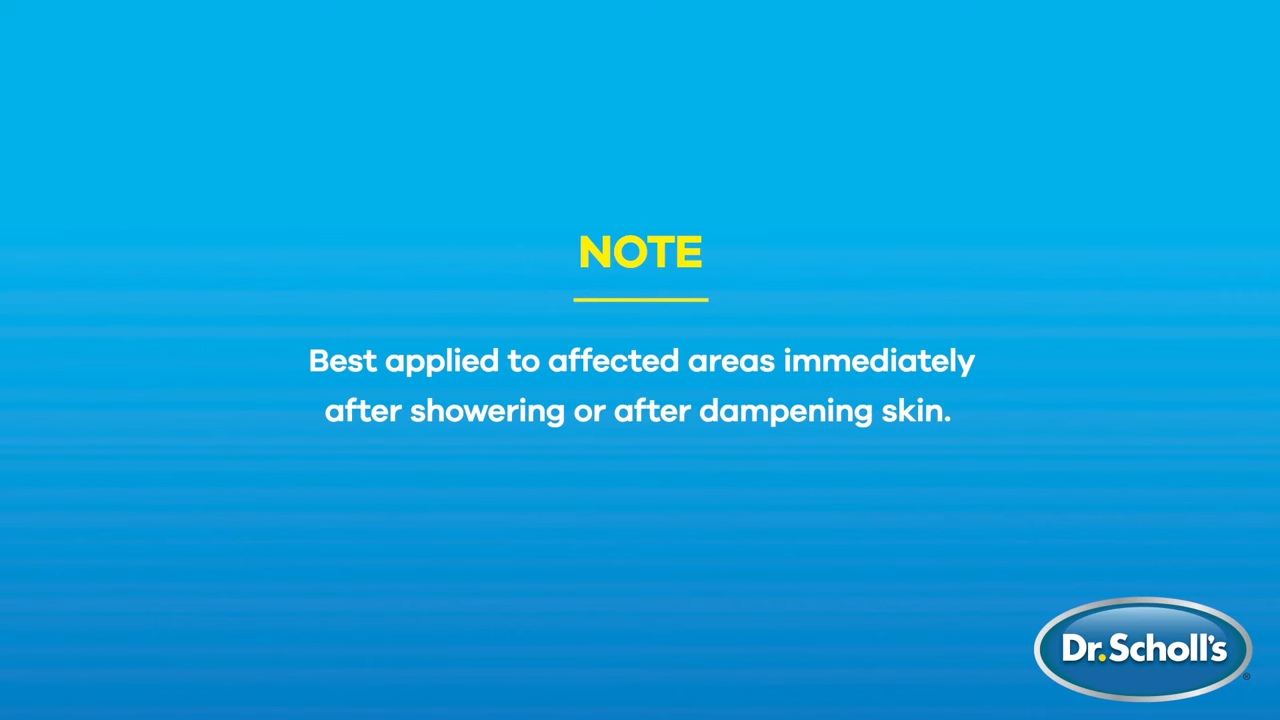 NOTE
Best applied to affected areas immediately
after showering or after dampening skin.
Dr.Scholl's
®